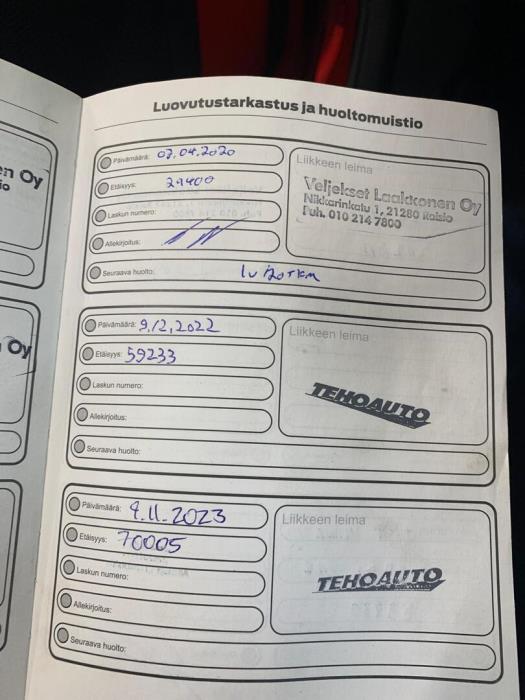 Luovutustarkastus ja huoltomuistio
Päivämäärä: 07.04.2020
Etäisyys: 29400
Laskun numero:
Allekirjoitus:
Seuraava huolto: 1v/20TKM
Liikkeen leima
Veljekset Laakkonen Oy
Nikkarinkatu 1, 21280 Raisio
Puh. 010 214 7800
Päivämäärä: 9.12.2022
Etäisyys: 59233
Laskun numero:
Allekirjoitus:
Seuraava huolto:
Liikkeen leima
TEHOAUTO
Päivämäärä: 9.11.2023
Etäisyys: 70005
Laskun numero:
Allekirjoitus:
Seuraava huolto:
Liikkeen leima
TEHOAUTO
en Oy
io
Oy